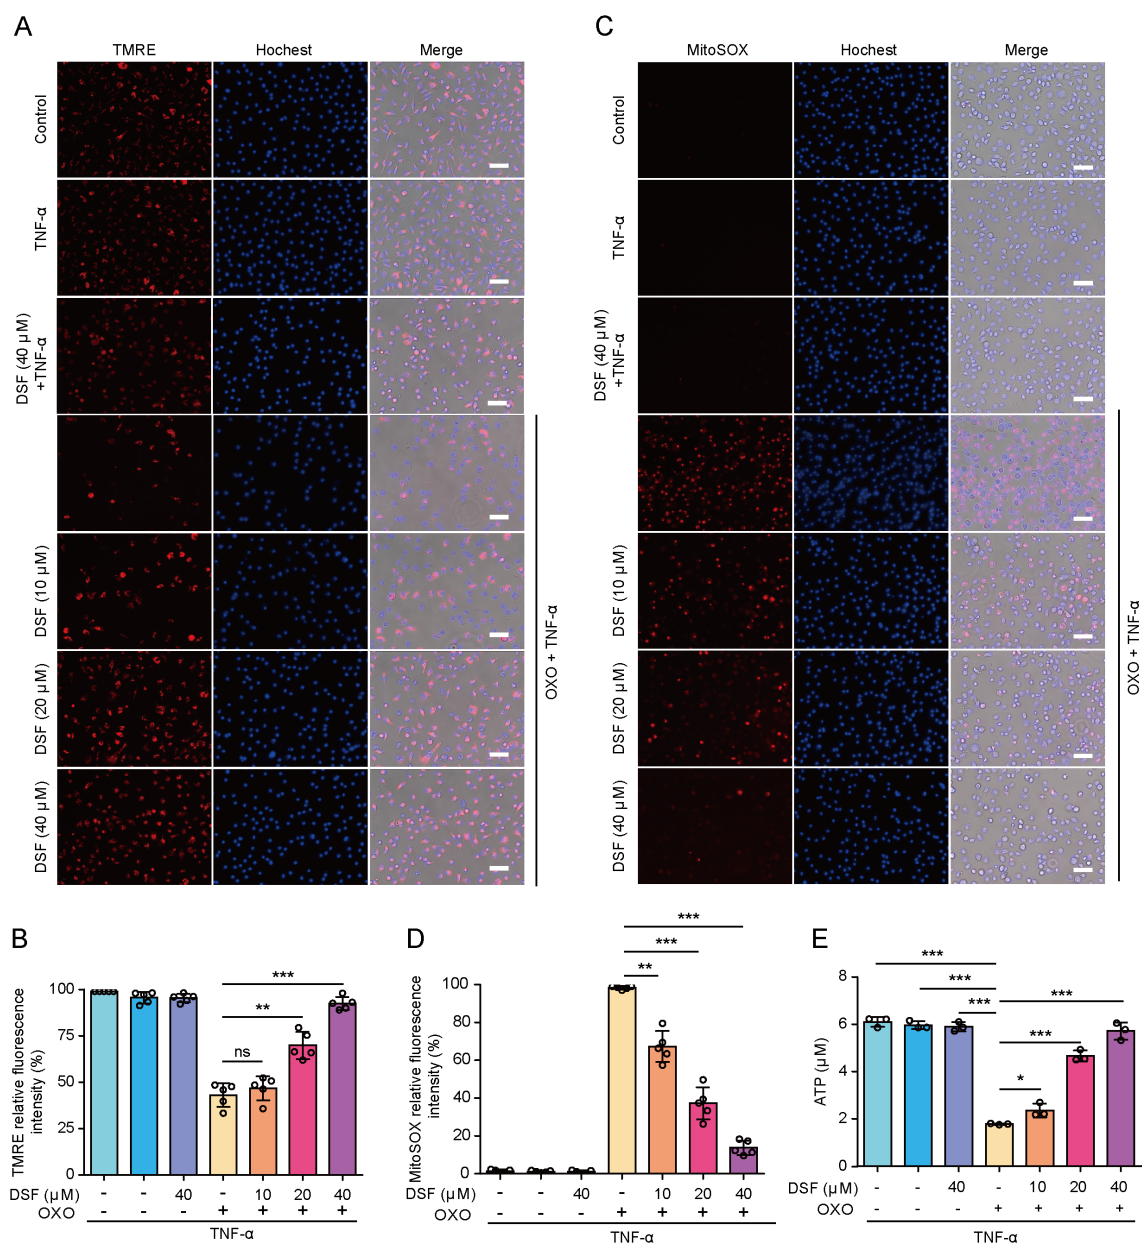 A
TMRE Hochest Merge
Control
TNF-α
DSF (40 μM)
+TNF-α
DSF (10 μM)
DSF (20 μM)
DSF (40 μM)
OXO + TNF-α
C
MitoSOX Hochest Merge
Control
TNF-α
DSF (40 μM)
+TNF-α
DSF (10 μM)
DSF (20 μM)
DSF (40 μM)
OXO + TNF-α
B
TMRE relative fluorescence
intensity (%)
100
75
50
25
0
***
**
ns
DSF (μM) - - 40 - 10 20 40
OXO - - - + + + +
TNF-α
D
MitoSOX relative fluorescence
intensity (%)
100
80
60
40
20
0
***
***
**
DSF (μM) - - 40 - 10 20 40
OXO - - - + + + +
TNF-α
E
ATP (μM)
8
6
4
2
0
***
***
***
***
***
*
DSF (μM) - - 40 - 10 20 40
OXO - - - + + + +
TNF-α